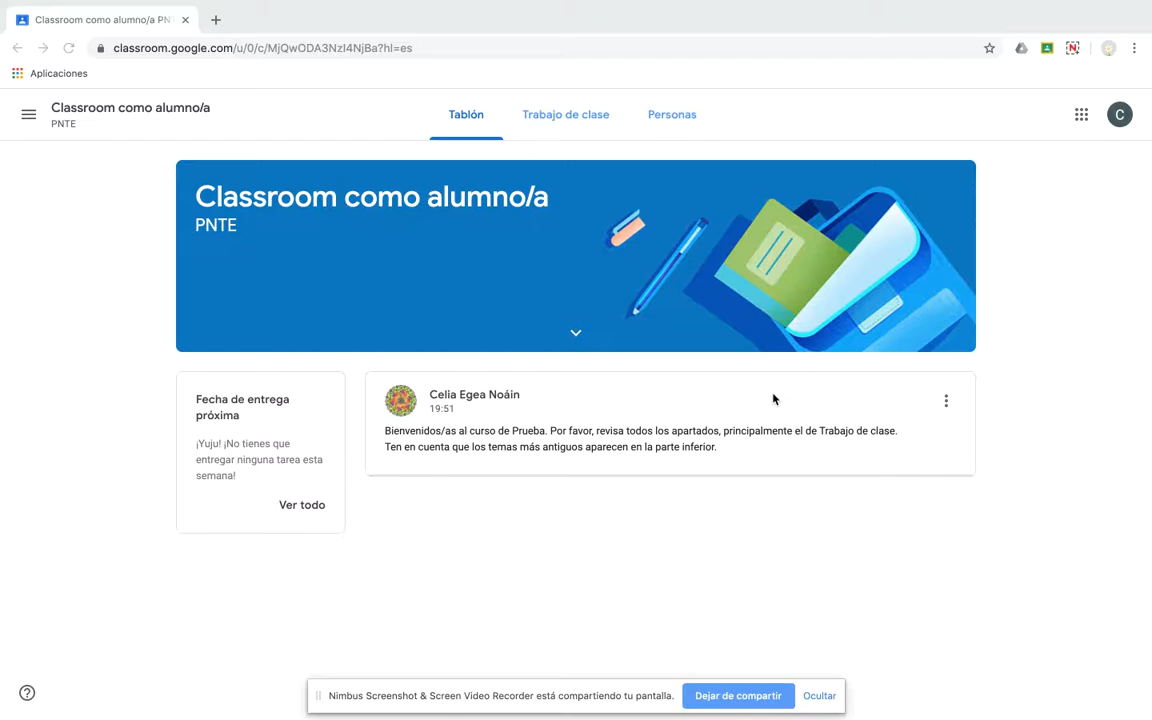 Classroom como alumno/a PN
classroom.google.com/u/0/c/MjQwODA3NzI4NjBa?hl=es
Aplicaciones
Classroom como alumno/a
PNTE
Tablón
Trabajo de clase
Personas
C
Classroom como alumno/a
PNTE
Fecha de entrega
próxima
¡Yuju! ¡No tienes que
entregar ninguna tarea esta
semana!
Ver todo
Celia Egea Noáin
19:51
Bienvenidos/as al curso de Prueba. Por favor, revisa todos los apartados, principalmente el de Trabajo de clase.
Ten en cuenta que los temas más antiguos aparecen en la parte inferior.
Nimbus Screenshot & Screen Video Recorder está compartiendo tu pantalla.
Dejar de compartir
Ocultar